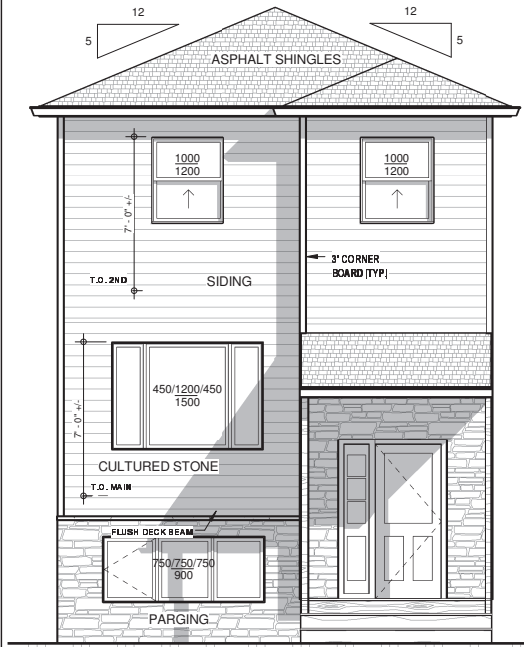 12
12
5
5
ASPHALT SHINGLES
1000
1200
1000
1200
7' - 0" +/-
3" CORNER
BOARD (TYP.)
T.O. 2ND
SIDING
450/1200/450
1500
7' - 0" +/-
CULTURED STONE
T.O. MAIN
FLUSH DECK BEAM
750/750/750
900
PARGING